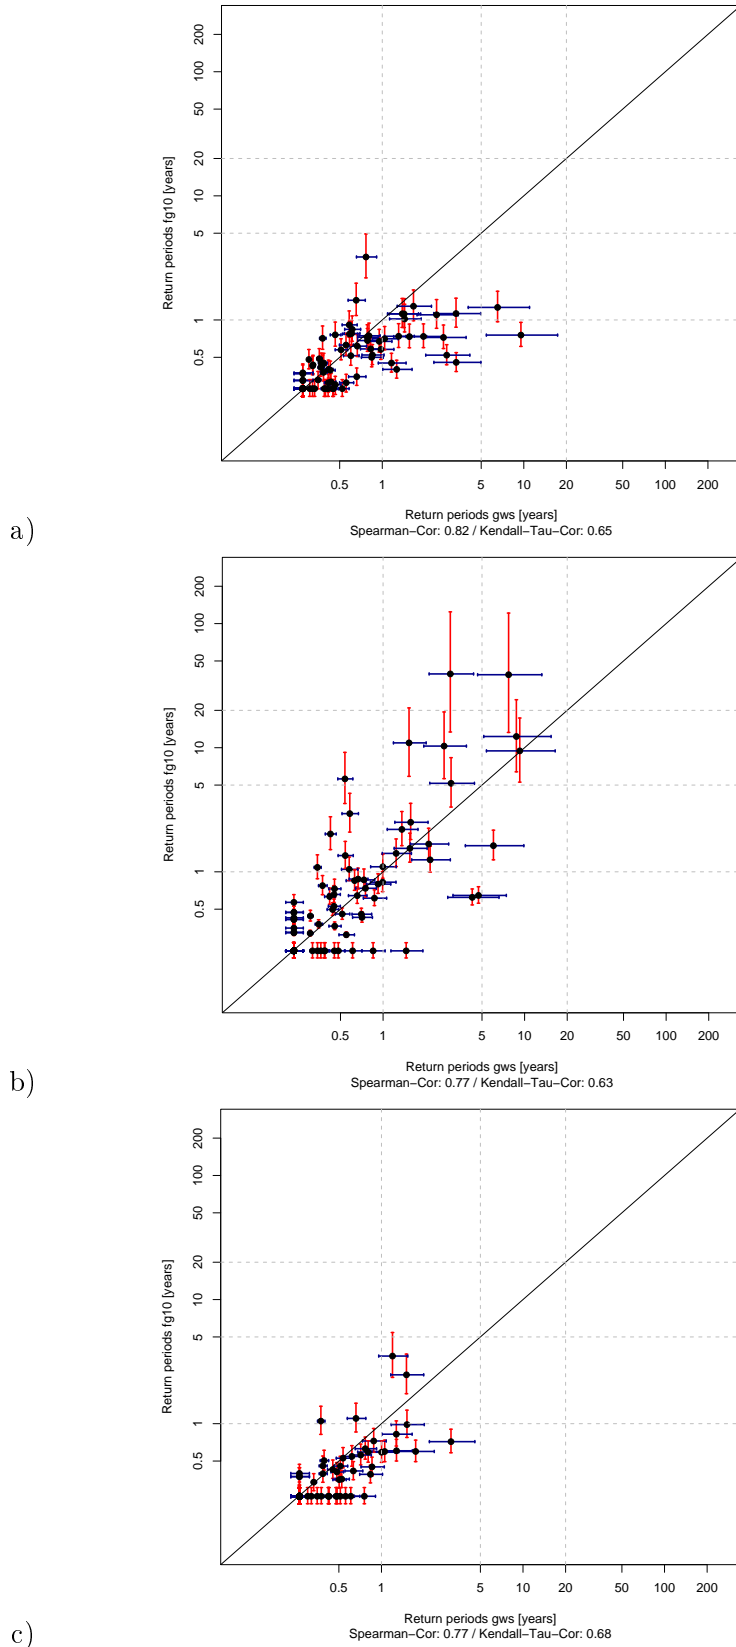 200
100
50
20
10
5
1
0.5
Return periods fg10 [years]
0.5 1 5 10 20 50 100 200
Return periods gws [years]
Spearman−Cor: 0.82 / Kendall−Tau−Cor: 0.65
a)
200
100
50
20
10
5
1
0.5
Return periods fg10 [years]
0.5 1 5 10 20 50 100 200
Return periods gws [years]
Spearman−Cor: 0.77 / Kendall−Tau−Cor: 0.63
b)
200
100
50
20
10
5
1
0.5
Return periods fg10 [years]
0.5 1 5 10 20 50 100 200
Return periods gws [years]
Spearman−Cor: 0.77 / Kendall−Tau−Cor: 0.68
c)